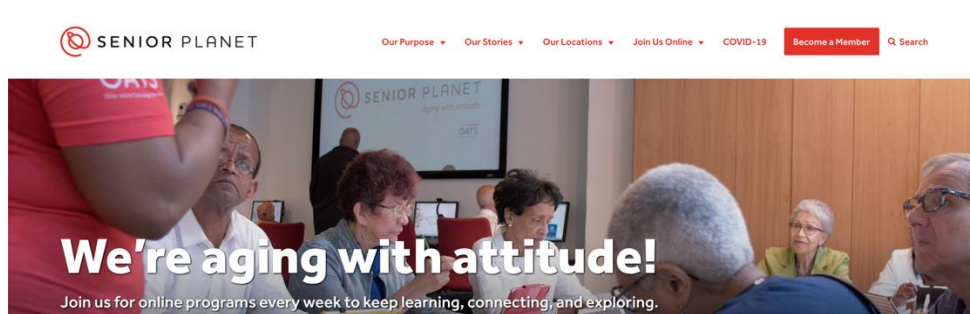 SENIOR PLANET
Our Purpose
Our Stories
Our Locations
Join Us Online
COVID-19
Become a Member
Search
OATS
SENIOR PLANET
Aging with attitude
OATS
We're aging with attitude!
Join us for online programs every week to keep learning, connecting, and exploring.